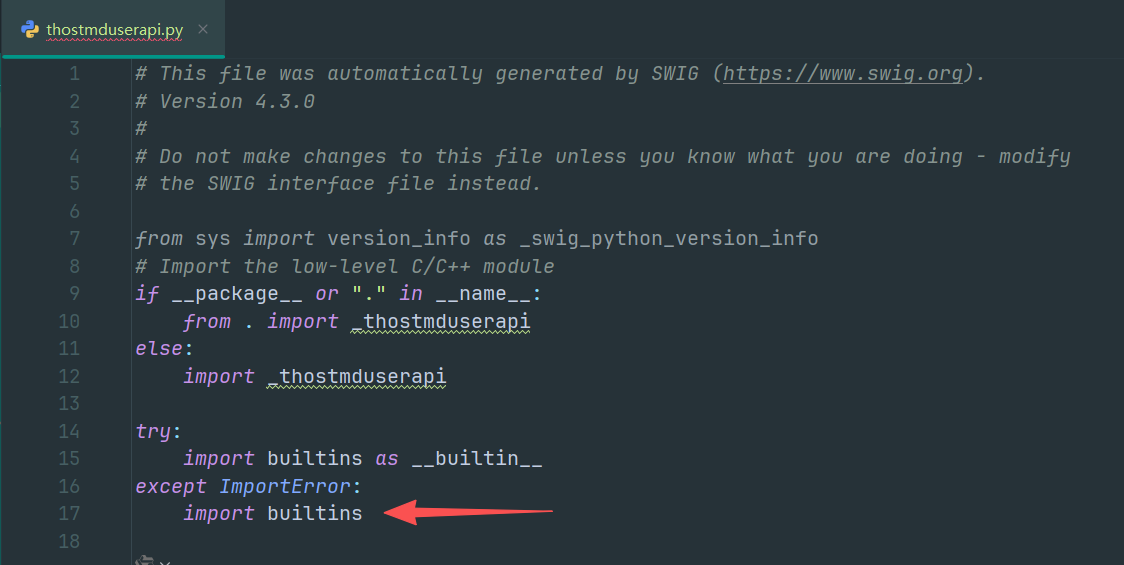 thostmduserapi.py
1 # This file was automatically generated by SWIG (https://www.swig.org).
2 # Version 4.3.0
3 #
4 # Do not make changes to this file unless you know what you are doing - modify
5 # the SWIG interface file instead.
6
7 from sys import version_info as _swig_python_version_info
8 # Import the low-level C/C++ module
9 if __package__ or "." in __name__:
10     from . import _thostmduserapi
11 else:
12     import _thostmduserapi
13
14 try:
15     import builtins as __builtin__
16 except ImportError:
17     import builtins
18